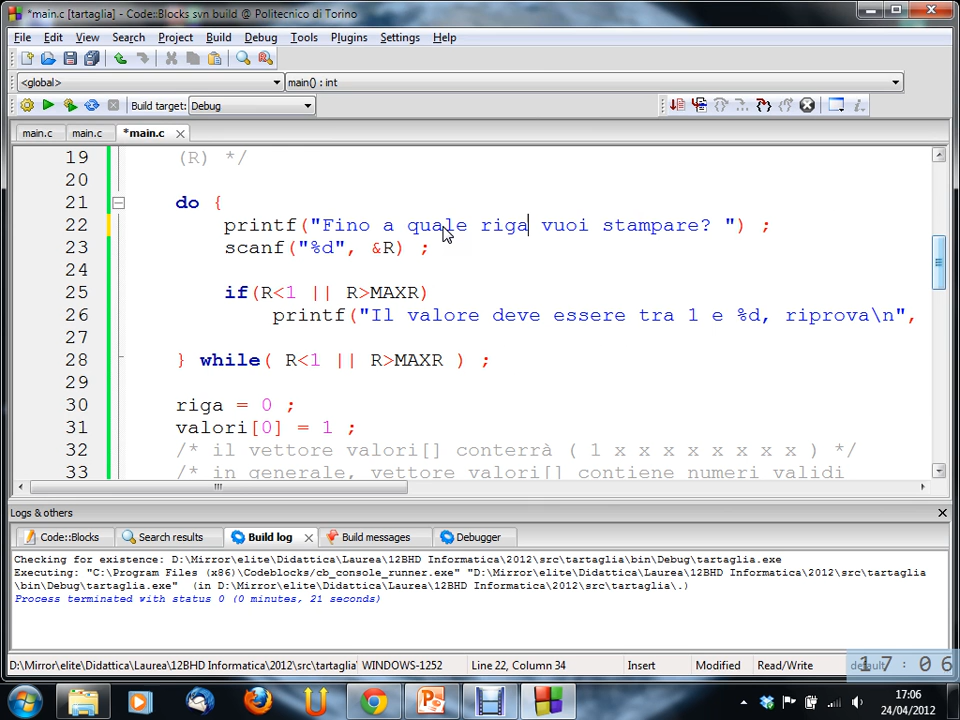 *main.c [tartaglia] - Code::Blocks svn build @ Politecnico di Torino
File Edit View Search Project Build Debug Tools Plugins Settings Help
<global> main() : int
Build target: Debug
main.c main.c *main.c
19 (R) */
20
21 do {
22 printf("Fino a quale riga vuoi stampare? ") ;
23 scanf("%d", &R) ;
24
25 if(R<1 || R>MAXR)
26 printf("Il valore deve essere tra 1 e %d, riprova\n",
27
28 } while( R<1 || R>MAXR ) ;
29
30 riga = 0 ;
31 valori[0] = 1 ;
32 /* il vettore valori[] conterrà ( 1 x x x x x x x x ) */
33 /* in generale, vettore valori[] contiene numeri validi
Logs & others
Code::Blocks Search results Build log Build messages Debugger
Checking for existence: D:\Mirror\elite\Didattica\Laurea\12BHD Informatica\2012\src\tartaglia\bin\Debug\tartaglia.exe
Executing: "C:\Program Files (x86)\Codeblocks/cb_console_runner.exe" "D:\Mirror\elite\Didattica\Laurea\12BHD Informatica\2012\src\tartaglia
\bin\Debug\tartaglia.exe" (in D:\Mirror\elite\Didattica\Laurea\12BHD Informatica\2012\src\tartaglia\.)
Process terminated with status 0 (0 minutes, 21 seconds)
D:\Mirror\elite\Didattica\Laurea\12BHD Informatica\2012\src\tartaglia\ WINDOWS-1252 Line 22, Column 34 Insert Modified Read/Write default
17:06
17:06
24/04/2012